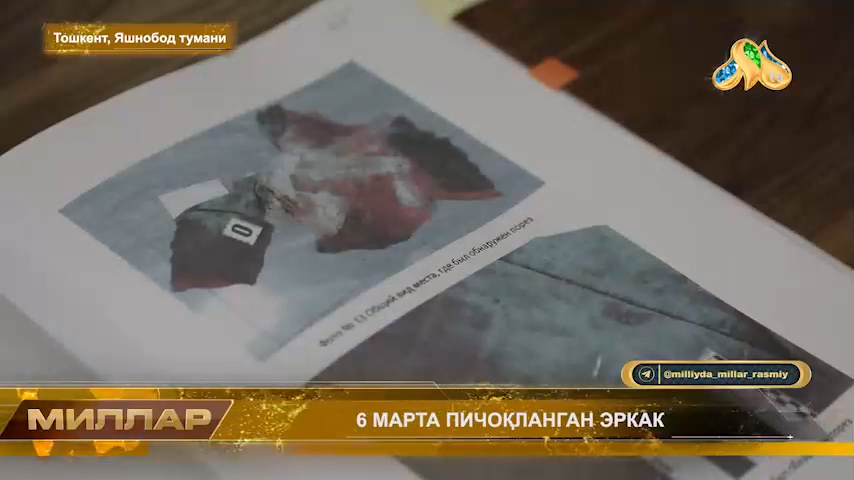 Тошкент, Яшнобод тумани
0
Фото № 13 Общий вид места, где был обнаружен порез
@milliyda_millar_rasmiy
МИЛЛАР
6 МАРТА ПИЧОҚЛАНГАН ЭРКАК